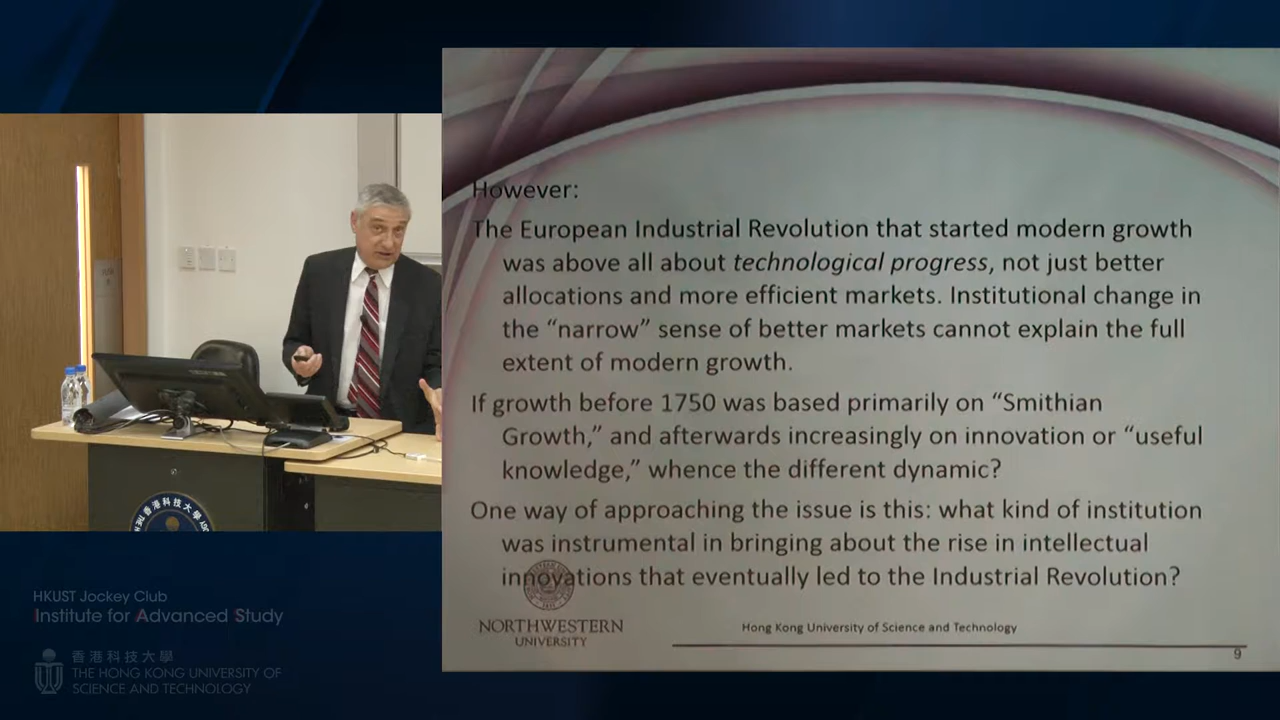 However:
The European Industrial Revolution that started modern growth
was above all about technological progress, not just better
allocations and more efficient markets. Institutional change in
the “narrow” sense of better markets cannot explain the full
extent of modern growth.
If growth before 1750 was based primarily on “Smithian
Growth,” and afterwards increasingly on innovation or “useful
knowledge,” whence the different dynamic?
One way of approaching the issue is this: what kind of institution
was instrumental in bringing about the rise in intellectual
innovations that eventually led to the Industrial Revolution?
NORTHWESTERN
UNIVERSITY
Hong Kong University of Science and Technology
9
香港科技大學
HKUST Jockey Club
Institute for Advanced Study
香港科技大學
THE HONG KONG UNIVERSITY OF
SCIENCE AND TECHNOLOGY